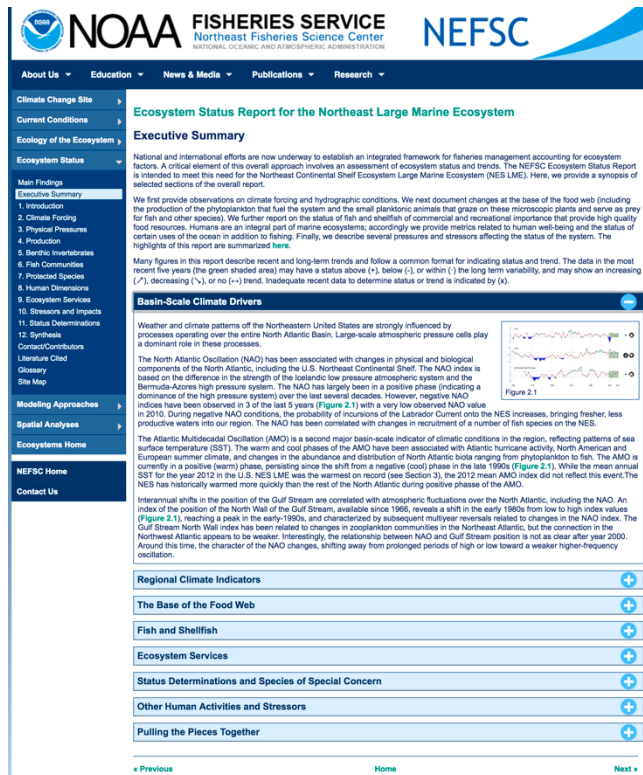 NOAA FISHERIES SERVICE
Northeast Fisheries Science Center
NATIONAL OCEANIC AND ATMOSPHERIC ADMINISTRATION
NEFSC
About Us Education News & Media Publications Research
Climate Change Site
Current Conditions
Ecology of the Ecosystem
Ecosystem Status
Main Findings
Executive Summary
1. Introduction
2. Climate Forcing
3. Physical Pressures
4. Production
5. Benthic Invertebrates
6. Fish Communities
7. Protected Species
8. Human Dimensions
9. Ecosystem Services
10. Stressors and Impacts
11. Status Determinations
12. Synthesis
Contact/Contributors
Literature Cited
Glossary
Site Map
Modeling Approaches
Spatial Analyses
Ecosystems Home
NEFSC Home
Contact Us
Ecosystem Status Report for the Northeast Large Marine Ecosystem
Executive Summary
National and international efforts are now underway to establish an integrated framework for fisheries management accounting for ecosystem
factors. A critical element of this overall approach involves an assessment of ecosystem status and trends. The NEFSC Ecosystem Status Report
is intended to meet this need for the Northeast Continental Shelf Ecosystem Large Marine Ecosystem (NES LME). Here, we provide a synopsis of
selected sections of the overall report.
We first provide observations on climate forcing and hydrographic conditions. We next document changes at the base of the food web (including
the production of the phytoplankton that fuel the system and the small planktonic animals that graze on these microscopic plants and serve as prey
for fish and other species). We further report on the status of fish and shellfish of commercial and recreational importance that provide high quality
food resources. Humans are an integral part of marine ecosystems; accordingly we provide metrics related to human well-being and the status of
certain uses of the ocean in addition to fishing. Finally, we describe several pressures and stressors affecting the status of the system. The
highlights of this report are summarized here.
Many figures in this report describe recent and long-term trends and follow a common format for indicating status and trend. The data in the most
recent five years (the green shaded area) may have a status above (+), below (-), or within (·) the long term variability, and may show an increasing
(↗), decreasing (↘), or no (↔) trend. Inadequate recent data to determine status or trend is indicated by (x).
Basin-Scale Climate Drivers
Weather and climate patterns off the Northeastern United States are strongly influenced by
processes operating over the entire North Atlantic Basin. Large-scale atmospheric pressure cells play
a dominant role in these processes.
Figure 2.1
The North Atlantic Oscillation (NAO) has been associated with changes in physical and biological
components of the North Atlantic, including the U.S. Northeast Continental Shelf. The NAO index is
based on the difference in the strength of the Icelandic low pressure atmospheric system and the
Bermuda-Azores high pressure system. The NAO has largely been in a positive phase (indicating a
dominance of the high pressure system) over the last several decades. However, negative NAO
indices have been observed in 3 of the last 5 years (Figure 2.1) with a very low observed NAO value
in 2010. During negative NAO conditions, the probability of incursions of the Labrador Current onto the NES increases, bringing fresher, less
productive waters into our region. The NAO has been correlated with changes in recruitment of a number of fish species on the NES.
The Atlantic Multidecadal Oscillation (AMO) is a second major basin-scale indicator of climatic conditions in the region, reflecting patterns of sea
surface temperature (SST). The warm and cool phases of the AMO have been associated with Atlantic hurricane activity, North American and
European summer climate, and changes in the abundance and distribution of North Atlantic biota ranging from phytoplankton to fish. The AMO is
currently in a positive (warm) phase, persisting since the shift from a negative (cool) phase in the late 1990s (Figure 2.1). While the mean annual
SST for the year 2012 in the U.S. NES LME was the warmest on record (see Section 3), the 2012 mean AMO index did not reflect this event.The
NES has historically warmed more quickly than the rest of the North Atlantic during positive phasse of the AMO.
Interannual shifts in the position of the Gulf Stream are correlated with atmospheric fluctuations over the North Atlantic, including the NAO. An
index of the position of the North Wall of the Gulf Stream, available since 1966, reveals a shift in the early 1980s from low to high index values
(Figure 2.1), reaching a peak in the early-1990s, and characterized by subsequent multiyear reversals related to changes in the NAO index. The
Gulf Stream North Wall index has been related to changes in zooplankton communities in the Northeast Atlantic, but the connection in the
Northwest Atlantic appears to be weaker. Interestingly, the relationship between NAO and Gulf Stream position is not as clear after year 2000.
Around this time, the character of the NAO changes, shifting away from prolonged periods of high or low toward a weaker higher-frequency
oscillation.
Regional Climate Indicators
The Base of the Food Web
Fish and Shellfish
Ecosystem Services
Status Determinations and Species of Special Concern
Other Human Activities and Stressors
Pulling the Pieces Together
« Previous Home Next »